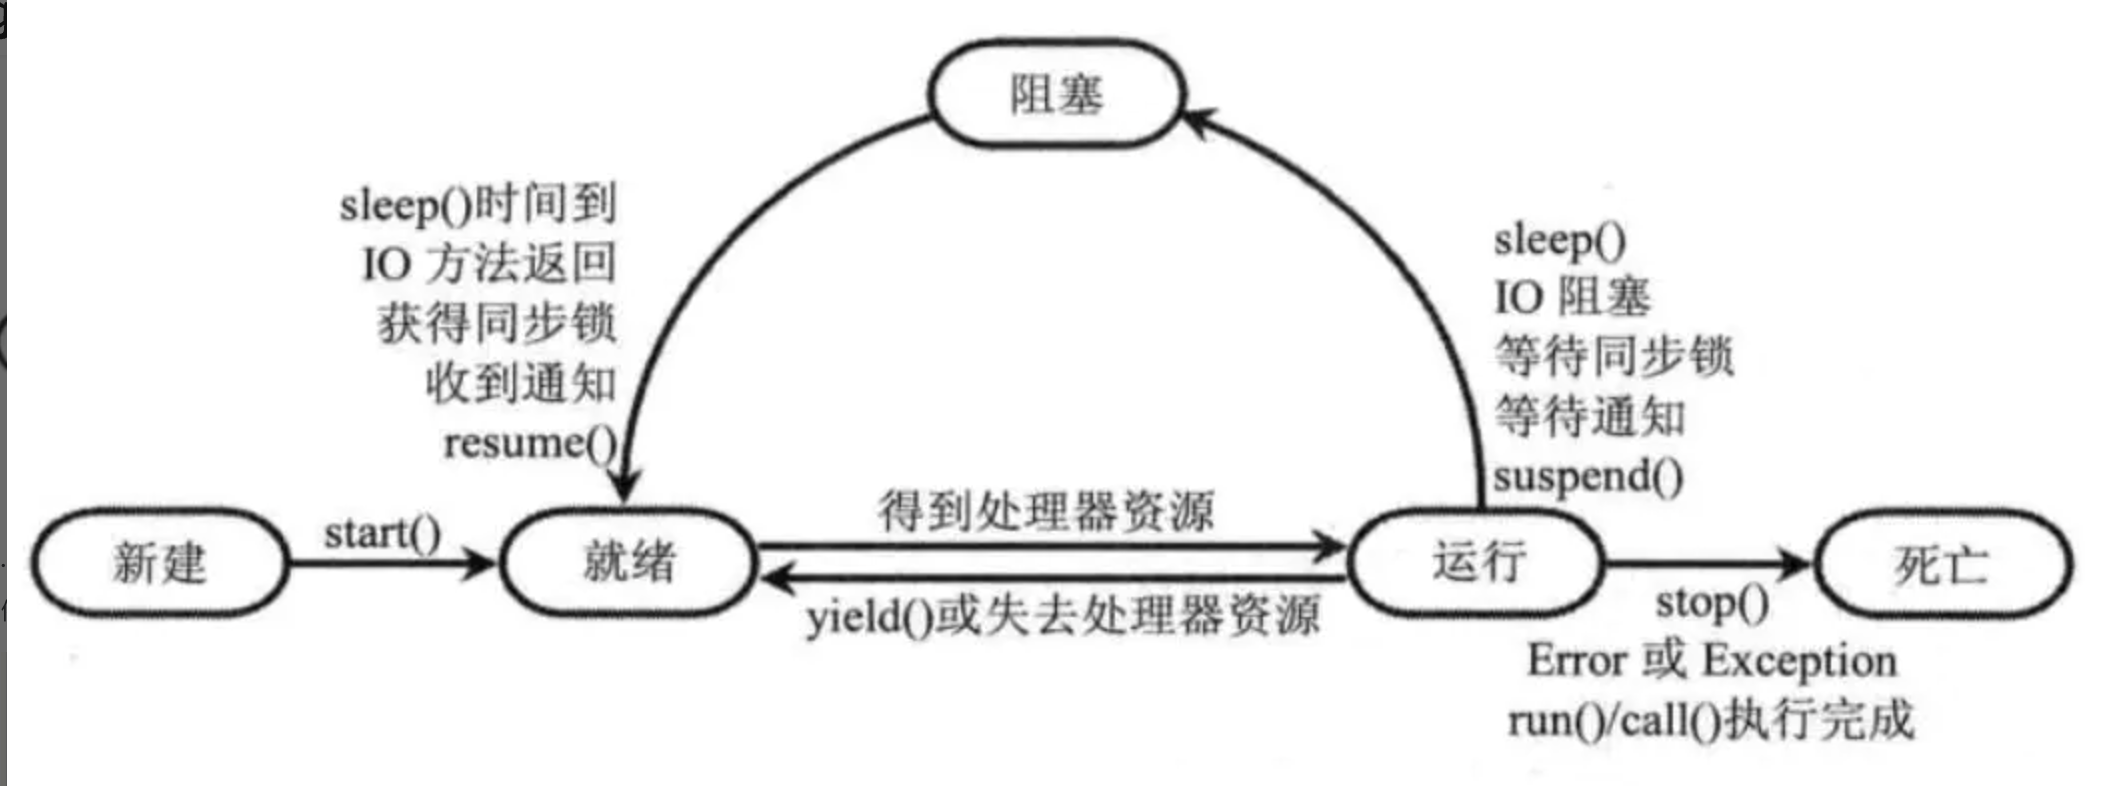 阻塞
sleep()时间到
IO 方法返回
获得同步锁
收到通知
resume()
sleep()
IO 阻塞
等待同步锁
等待通知
suspend()
新建
start()
就绪
得到处理器资源
yield()或失去处理器资源
运行
stop()
Error 或 Exception
run()/call()执行完成
死亡